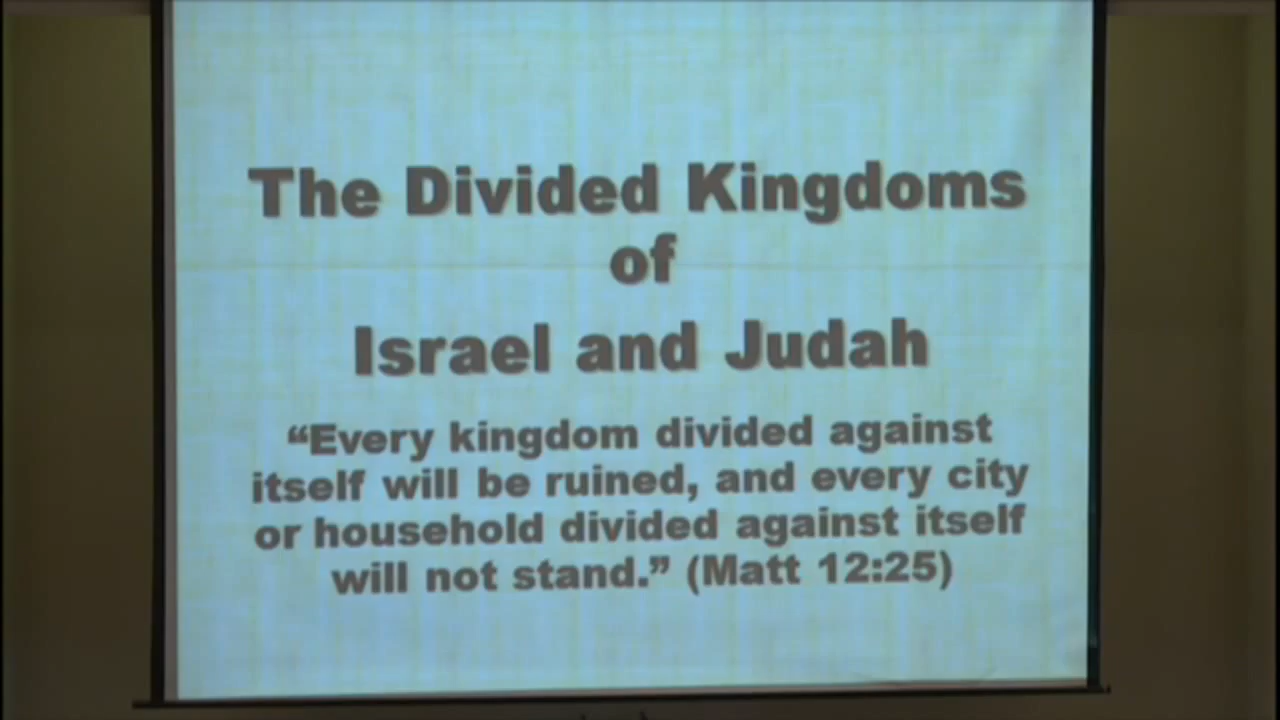 The Divided Kingdoms
of
Israel and Judah
“Every kingdom divided against
itself will be ruined, and every city
or household divided against itself
will not stand.” (Matt 12:25)